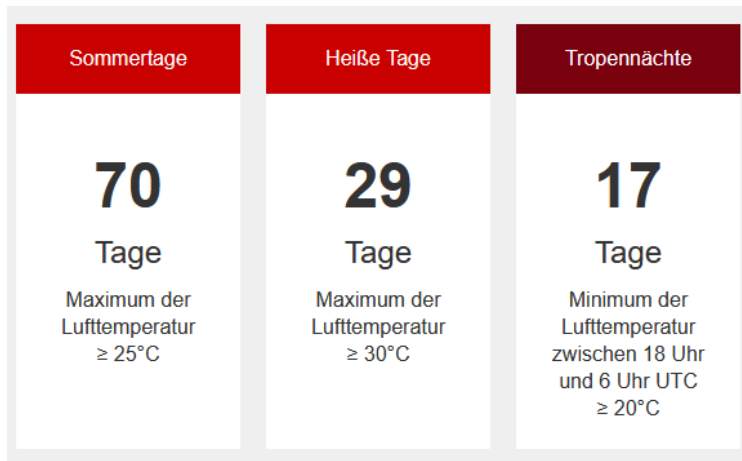 Sommertage
70
Tage
Maximum der
Lufttemperatur
≥ 25°C
Heiße Tage
29
Tage
Maximum der
Lufttemperatur
≥ 30°C
Tropennächte
17
Tage
Minimum der
Lufttemperatur
zwischen 18 Uhr
und 6 Uhr UTC
≥ 20°C